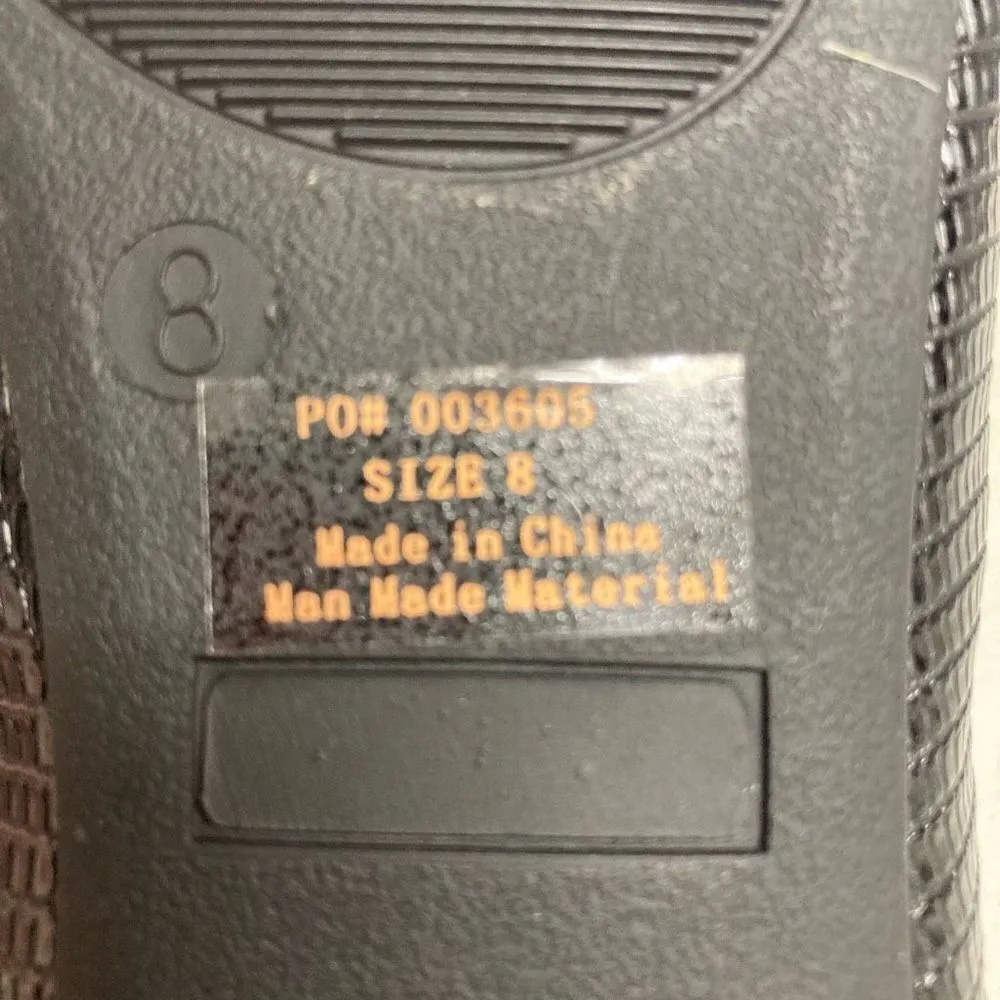 8
PO# 003605
SIZE 8
Made in China
Man Made Material